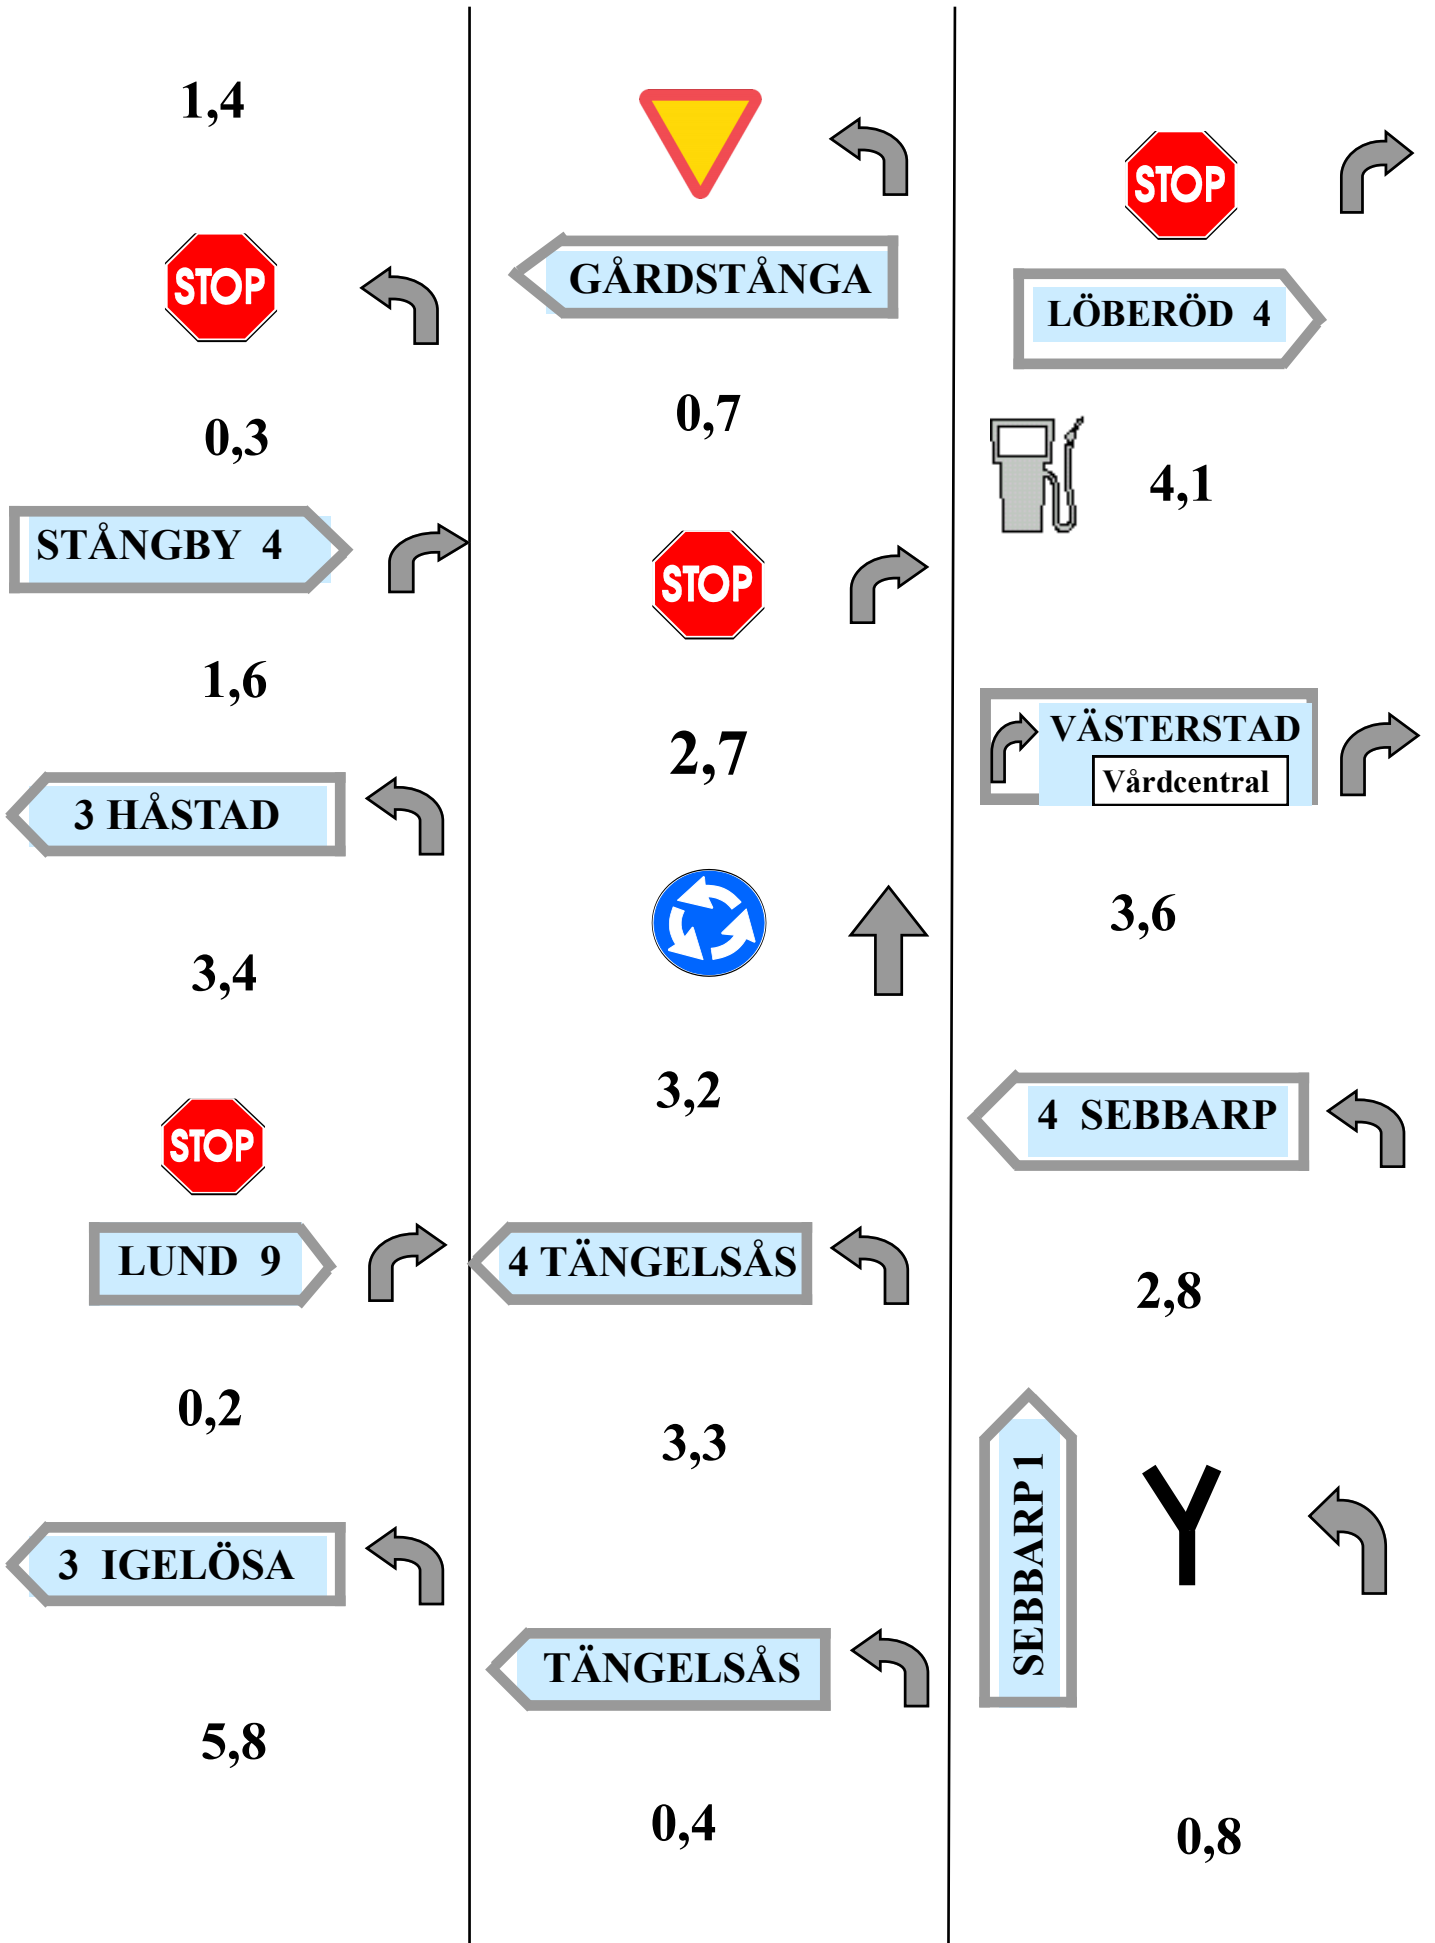 1,4
STOP
0,3
STÅNGBY 4
1,6
3 HÅSTAD
3,4
STOP
LUND 9
0,2
3 IGELÖSA
5,8
GÅRDSTÅNGA
0,7
STOP
2,7
3,2
4 TÄNGELSÅS
3,3
TÄNGELSÅS
0,4
STOP
LÖBERÖD 4
4,1
VÄSTERSTAD
Vårdcentral
3,6
4 SEBBARP
2,8
SEBBARP 1
0,8